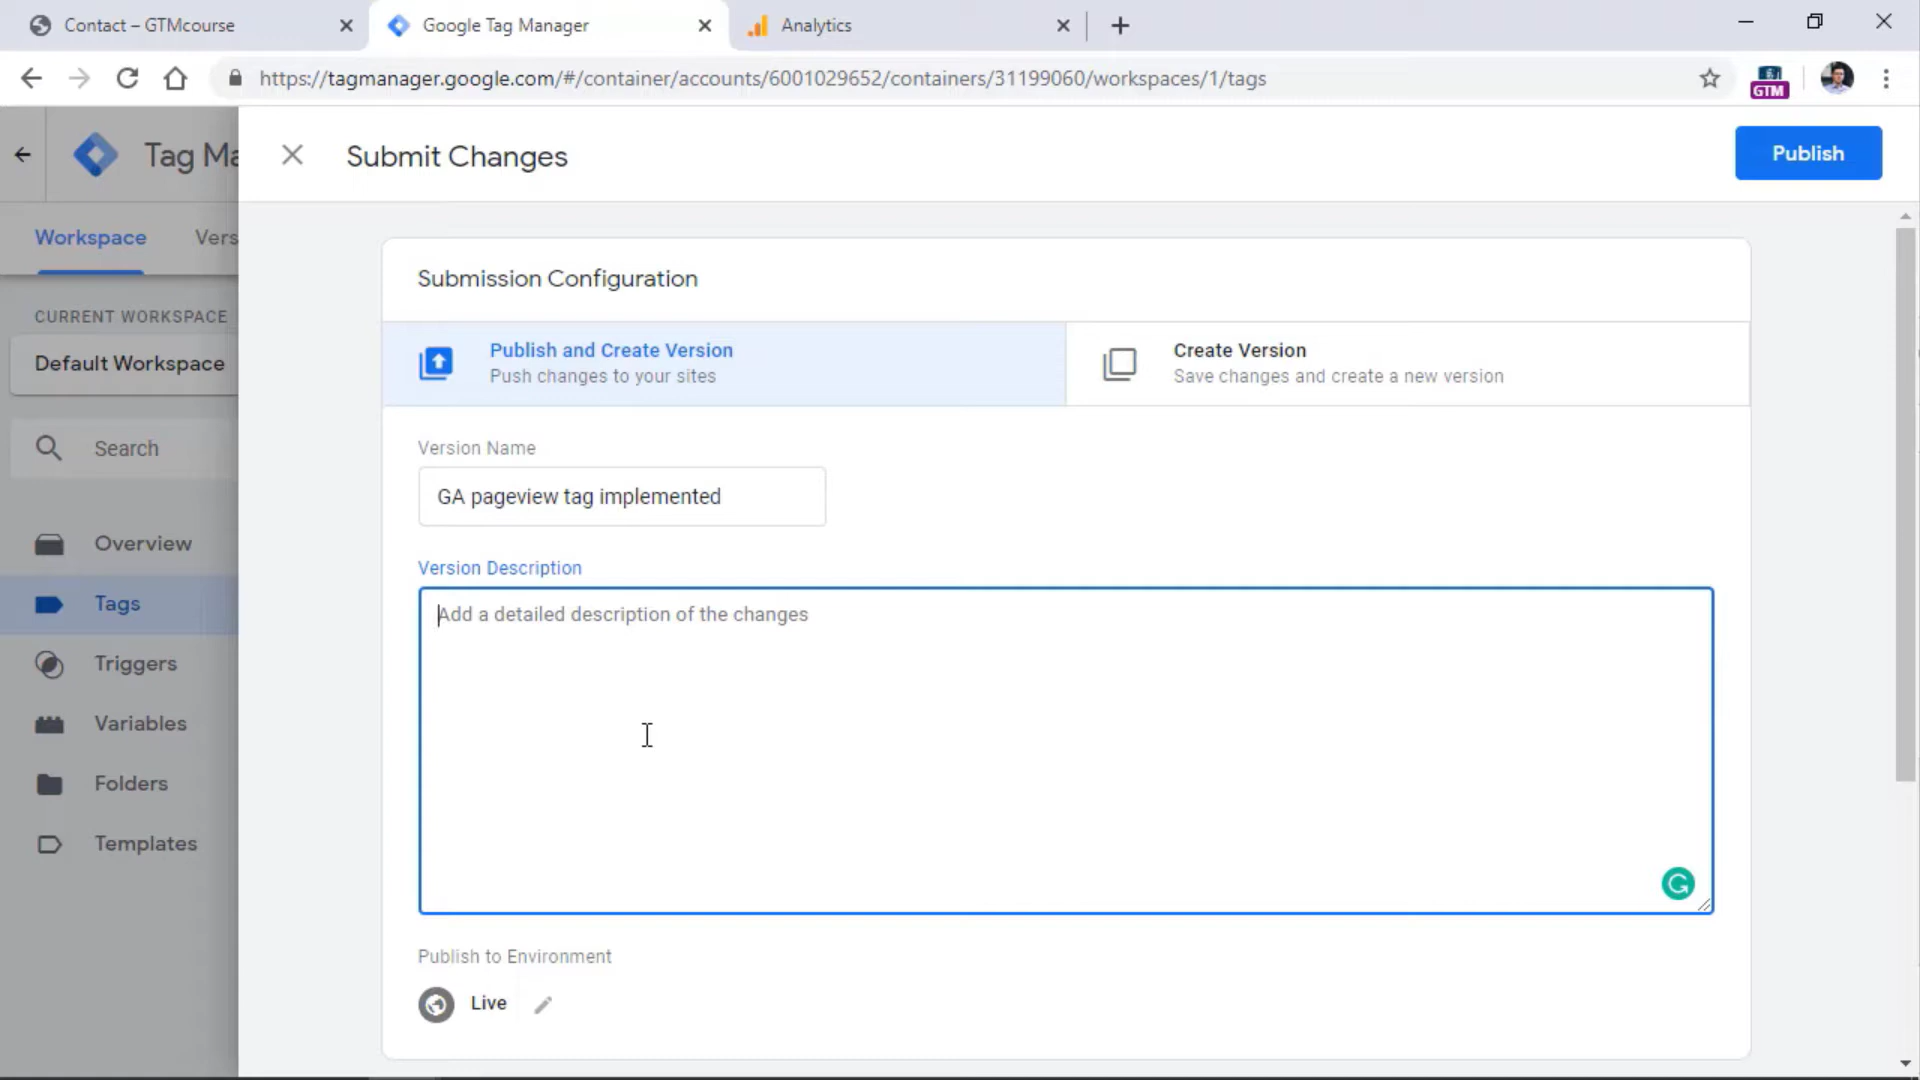 Contact – GTMcourse
Google Tag Manager
Analytics
https://tagmanager.google.com/#/container/accounts/6001029652/containers/31199060/workspaces/1/tags
GTM
Tag Ma
Submit Changes
Publish
Workspace
Vers
Submission Configuration
CURRENT WORKSPACE
Default Workspace
Publish and Create Version
Push changes to your sites
Create Version
Save changes and create a new version
Search
Version Name
GA pageview tag implemented
Overview
Version Description
Tags
Add a detailed description of the changes
Triggers
Variables
Folders
Templates
Publish to Environment
Live